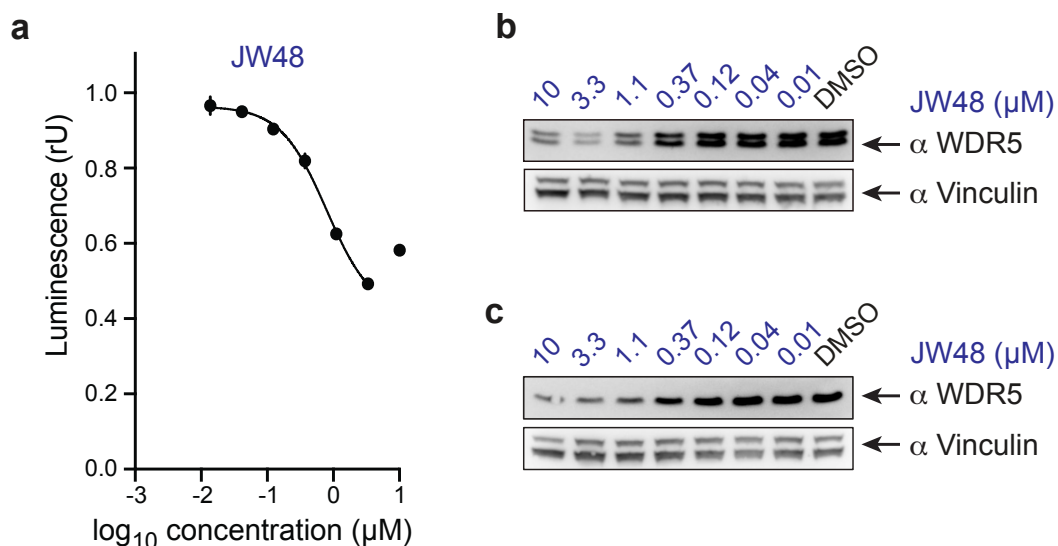 a
JW48
Luminescence (rU)
1.0
0.8
0.6
0.4
0.2
0.0
-3 -2 -1 0 1
log10 concentration (µM)
b
10 3.3 1.1 0.37 0.12 0.04 0.01 DMSO JW48 (µM)
α WDR5
α Vinculin
c
10 3.3 1.1 0.37 0.12 0.04 0.01 DMSO JW48 (µM)
α WDR5
α Vinculin